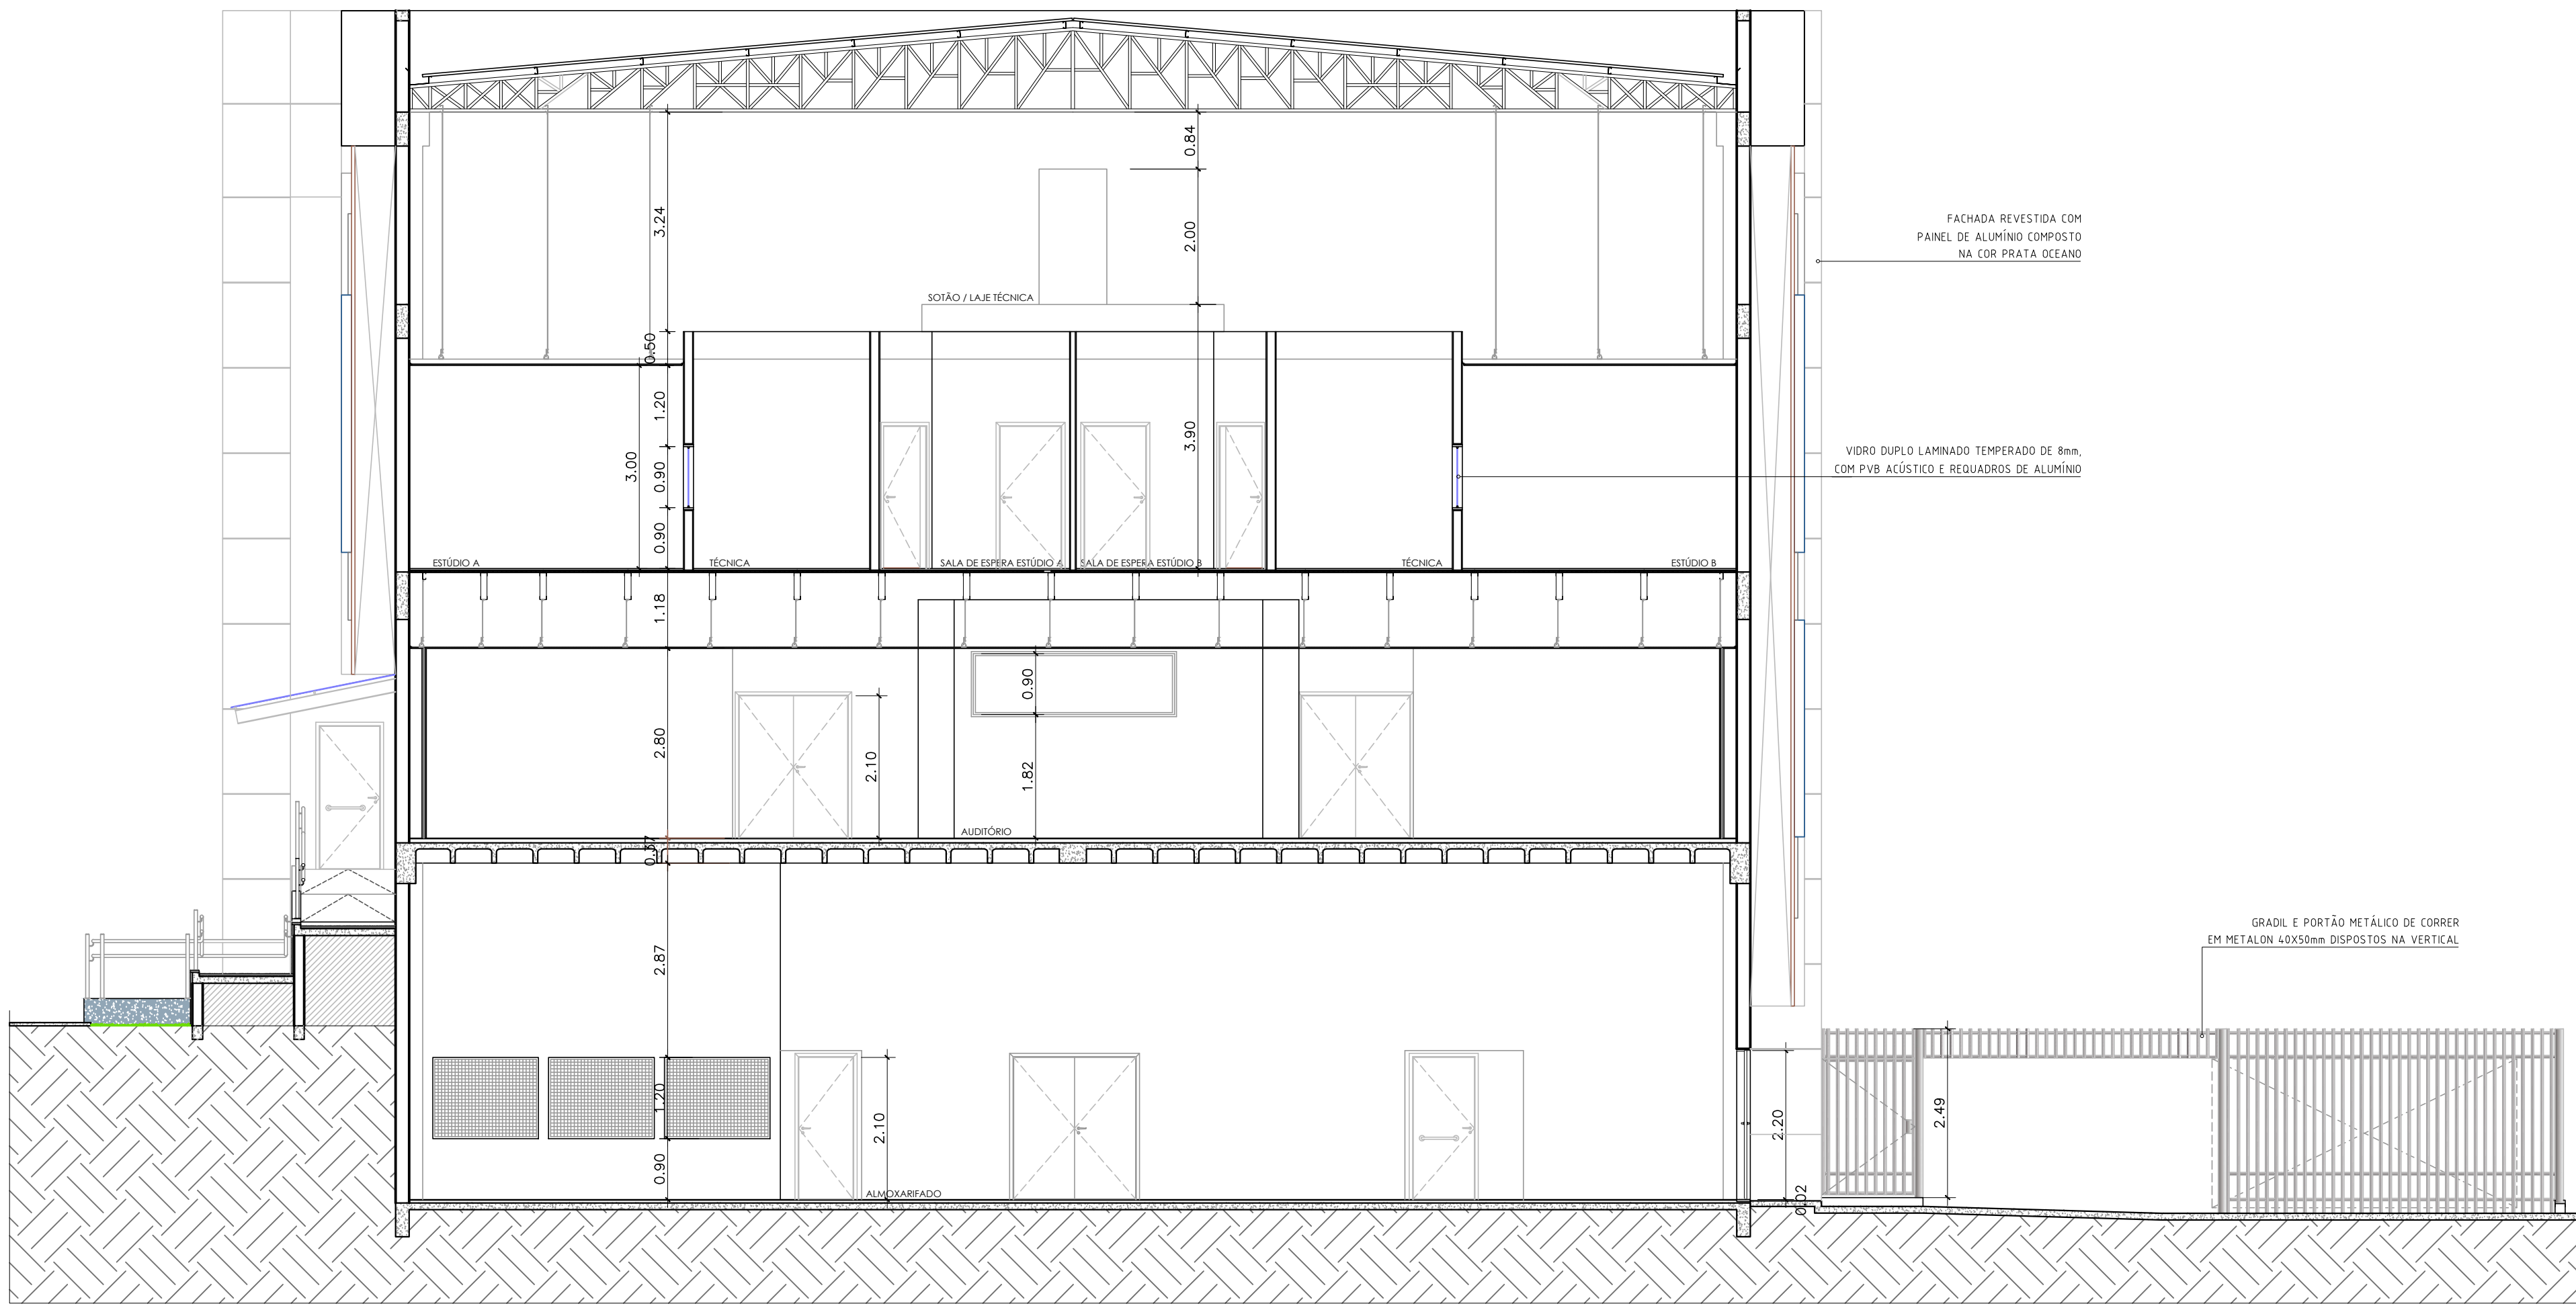 0.84
3.24
2.00
FACHADA REVESTIDA COM
PAINEL DE ALUMÍNIO COMPOSTO
NA COR PRATA OCEANO
SOTÃO / LAJE TÉCNICA
0.50
1.20
3.90
3.00
0.90
VIDRO DUPLO LAMINADO TEMPERADO DE 8mm,
COM PVB ACÚSTICO E REQUADROS DE ALUMÍNIO
0.90
ESTÚDIO A
TÉCNICA
SALA DE ESPERA ESTÚDIO A
SALA DE ESPERA ESTÚDIO B
TÉCNICA
ESTÚDIO B
1.18
0.90
2.80
2.10
1.82
AUDITÓRIO
0.37
2.87
GRADIL E PORTÃO METÁLICO DE CORRER
EM METALON 40X50mm DISPOSTOS NA VERTICAL
1.20
2.10
2.20
2.49
0.90
ALMOXARIFADO
0.02